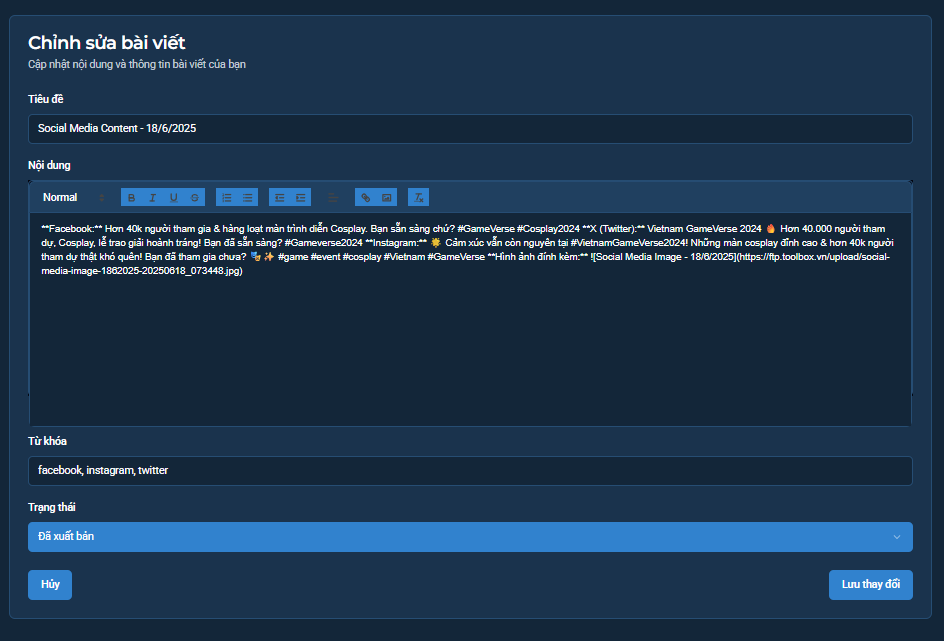 Chỉnh sửa bài viết
Cập nhật nội dung và thông tin bài viết của bạn
Tiêu đề
Social Media Content - 18/6/2025
Nội dung
Normal
**Facebook:** Hơn 40k người tham gia & hàng loạt màn trình diễn Cosplay. Bạn sẵn sàng chứ? #GameVerse #Cosplay2024 **X (Twitter):** Vietnam GameVerse 2024 🔥 Hơn 40.000 người tham
dự, Cosplay, lễ trao giải hoành tráng! Bạn đã sẵn sàng? #Gameverse2024 **Instagram:** 🌟 Cảm xúc vẫn còn nguyên tại #VietnamGameVerse2024! Những màn cosplay đỉnh cao & hơn 40k người
tham dự thật khó quên! Bạn đã tham gia chưa? 🎭✨ #game #event #cosplay #Vietnam #GameVerse **Hình ảnh đính kèm:** ![Social Media Image - 18/6/2025](https://ftp.toolbox.vn/upload/social-
media-image-1862025-20250618_073448.jpg)
Từ khóa
facebook, instagram, twitter
Trạng thái
Đã xuất bản
Hủy
Lưu thay đổi